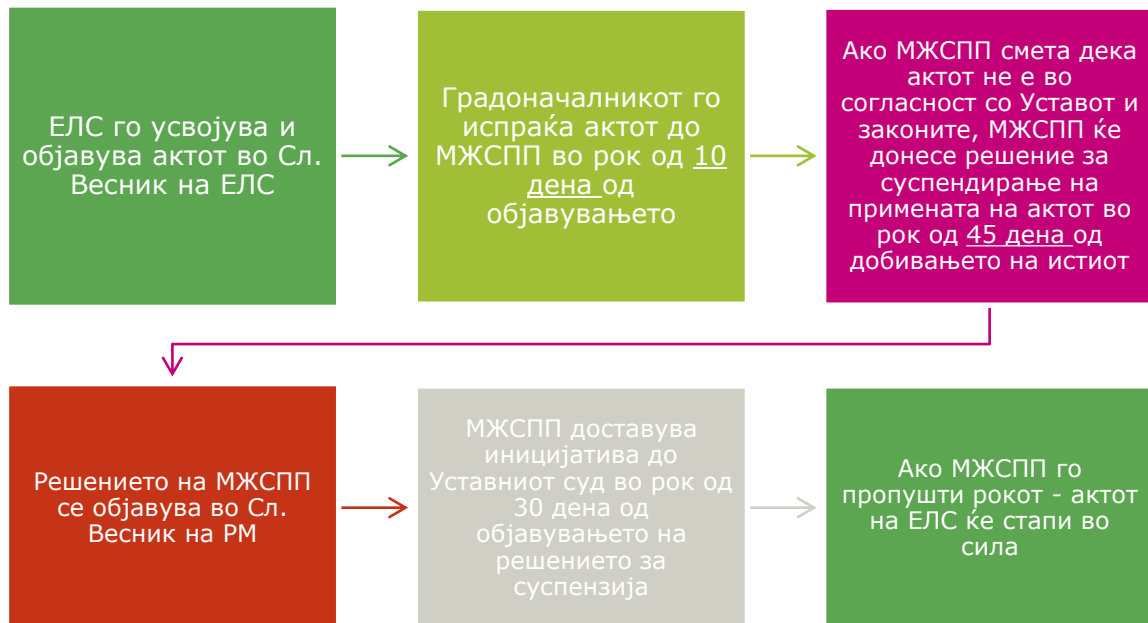 ЕЛС го усвојува и
објавува актот во Сл.
Весник на ЕЛС
Градоначалникот го
испраќа актот до
МЖСПП во рок од 10
дена од
објавувањето
Ако МЖСПП смета дека
актот не е во
согласност со Уставот и
законите, МЖСПП ќе
донесе решение за
суспендирање на
примената на актот во
рок од 45 дена од
добивањето на истиот
Решението на МЖСПП
се објавува во Сл.
Весник на РМ
МЖСПП доставува
иницијатива до
Уставниот суд во рок од
30 дена од
објавувањето на
решението за
суспензија
Ако МЖСПП го
пропушти рокот - актот
на ЕЛС ќе стапи во
сила